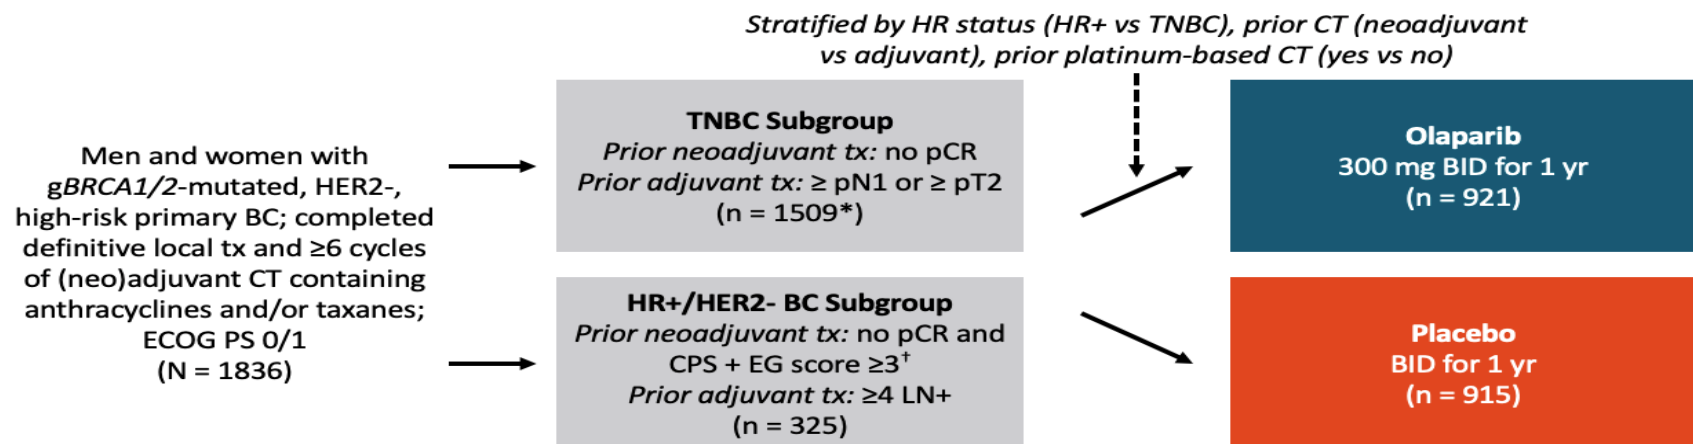 Stratified by HR status (HR+ vs TNBC), prior CT (neoadjuvant
vs adjuvant), prior platinum-based CT (yes vs no)
Men and women with
gBRCA1/2-mutated, HER2-,
high-risk primary BC; completed
definitive local tx and ≥6 cycles
of (neo)adjuvant CT containing
anthracyclines and/or taxanes;
ECOG PS 0/1
(N = 1836)
TNBC Subgroup
Prior neoadjuvant tx: no pCR
Prior adjuvant tx: ≥ pN1 or ≥ pT2
(n = 1509*)
HR+/HER2- BC Subgroup
Prior neoadjuvant tx: no pCR and
CPS + EG score ≥3†
Prior adjuvant tx: ≥4 LN+
(n = 325)
Olaparib
300 mg BID for 1 yr
(n = 921)
Placebo
BID for 1 yr
(n = 915)